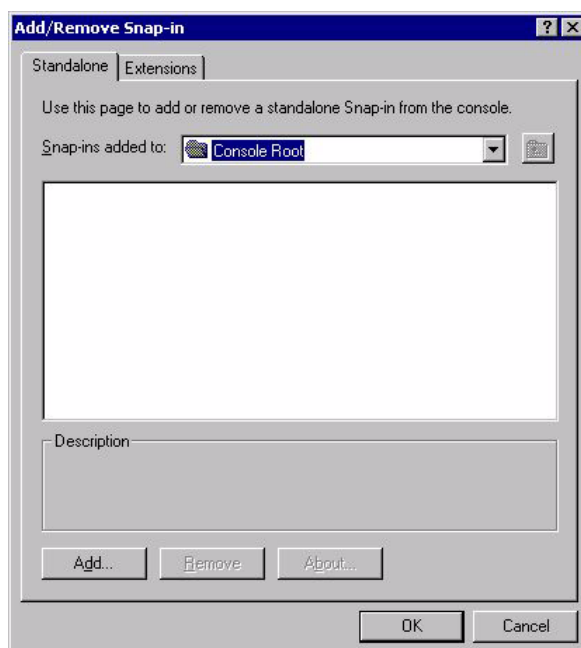 Add/Remove Snap-in
Standalone Extensions
Use this page to add or remove a standalone Snap-in from the console.
Snap-ins added to: Console Root
Description
Add... Remove About...
OK Cancel